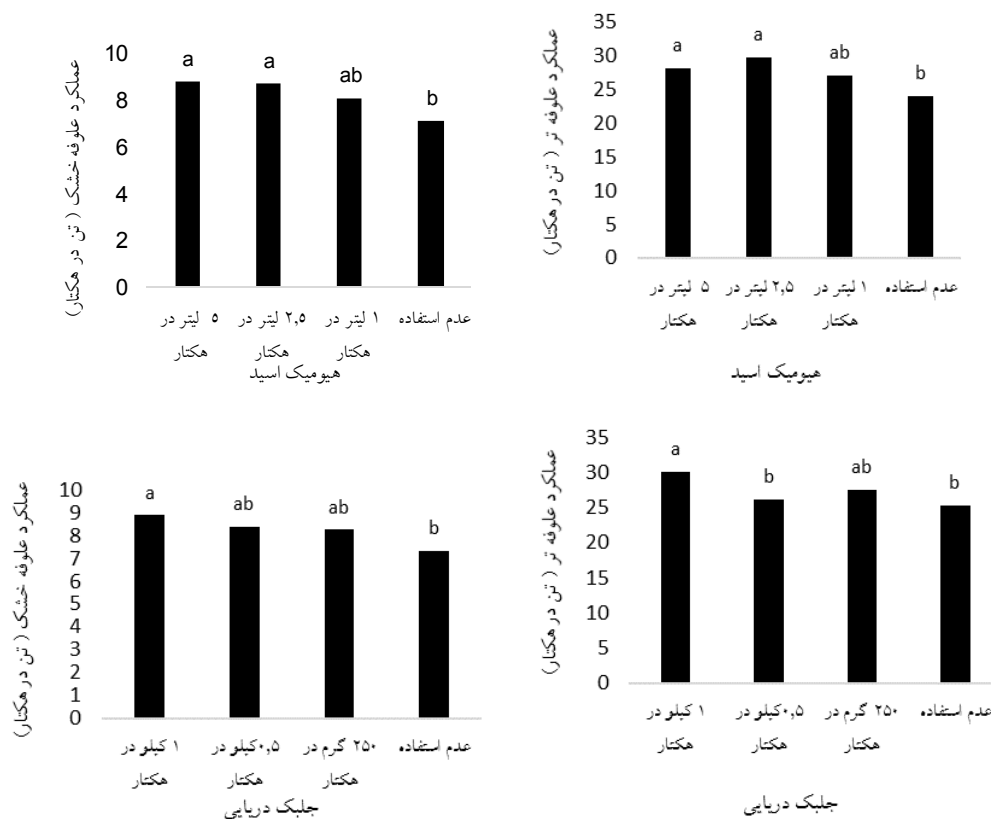 عملکرد علوفه خشک ( تن در هکتار)
10
8
6
4
2
0
a
a
ab
b
۵ لیتر در هکتار
۲,۵ لیتر در هکتار
۱ لیتر در هکتار
عدم استفاده
هیومیک اسید
عملکرد علوفه تر ( تن در هکتار)
35
30
25
20
15
10
5
0
a
a
ab
b
۵ لیتر در هکتار
۲,۵ لیتر در هکتار
۱ لیتر در هکتار
عدم استفاده
هیومیک اسید
عملکرد علوفه خشک ( تن در هکتار)
10
9
8
7
6
5
4
3
2
1
0
a
ab
ab
b
۱ کیلو در هکتار
۰,۵کیلو در هکتار
۲۵۰ گرم در هکتار
عدم استفاده
جلبک دریایی
عملکرد علوفه تر ( تن در هکتار)
35
30
25
20
15
10
5
0
a
b
ab
b
۱ کیلو در هکتار
۰,۵کیلو در هکتار
۲۵۰ گرم در هکتار
عدم استفاده
جلبک دریایی